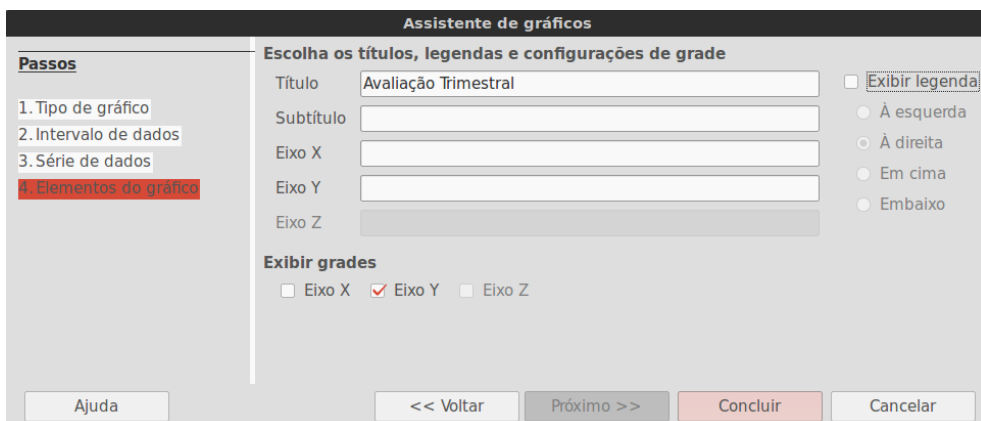 Assistente de gráficos
Passos
1. Tipo de gráfico
2. Intervalo de dados
3. Série de dados
4. Elementos do gráfico
Escolha os títulos, legendas e configurações de grade
Título Avaliação Trimestral
Subtítulo
Eixo X
Eixo Y
Eixo Z
Exibir legenda
À esquerda
À direita
Em cima
Embaixo
Exibir grades
Eixo X Eixo Y Eixo Z
Ajuda << Voltar Próximo >> Concluir Cancelar